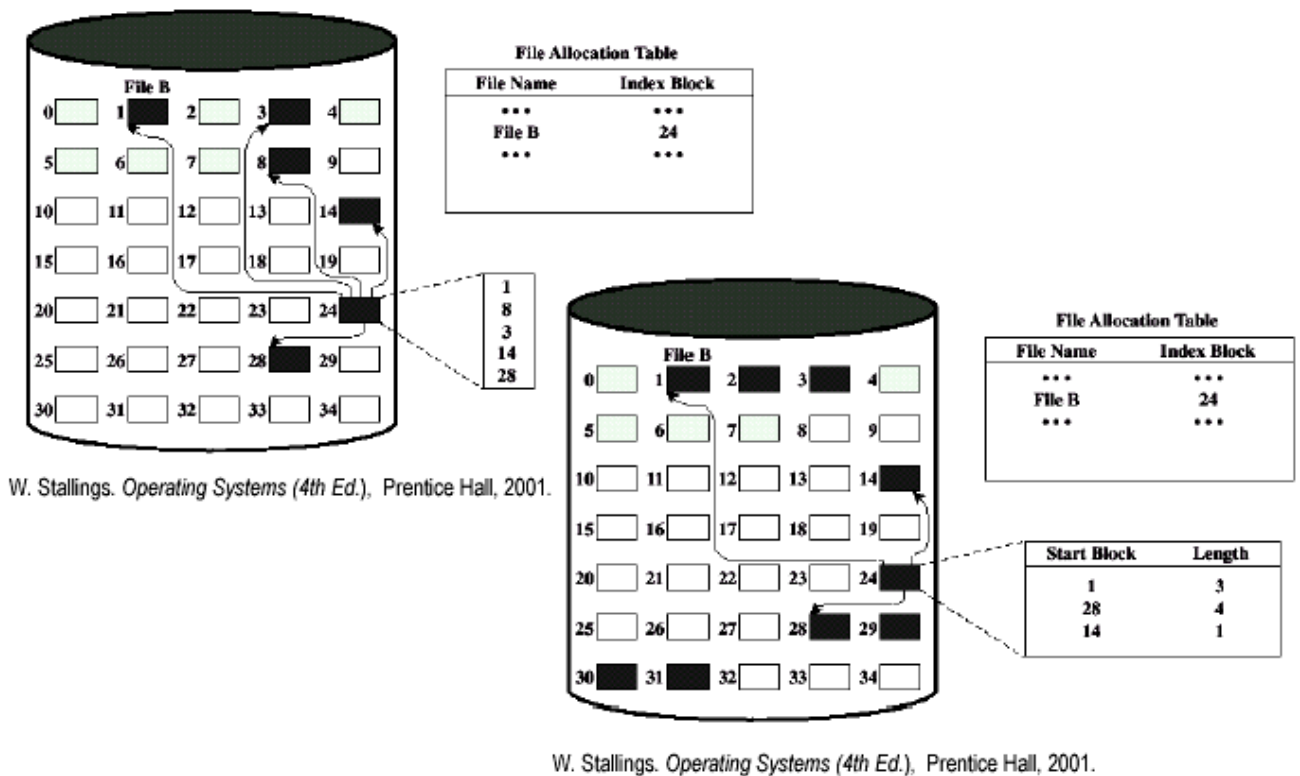 File Allocation Table
File Name Index Block
••• •••
File B 24
••• •••
File B
0 1 2 3 4
5 6 7 8 9
10 11 12 13 14
15 16 17 18 19
20 21 22 23 24
25 26 27 28 29
30 31 32 33 34
1
8
3
14
28
W. Stallings. Operating Systems (4th Ed.), Prentice Hall, 2001.
File Allocation Table
File Name Index Block
••• •••
File B 24
••• •••
File B
0 1 2 3 4
5 6 7 8 9
10 11 12 13 14
15 16 17 18 19
20 21 22 23 24
25 26 27 28 29
30 31 32 33 34
Start Block Length
1 3
28 4
14 1
W. Stallings. Operating Systems (4th Ed.), Prentice Hall, 2001.